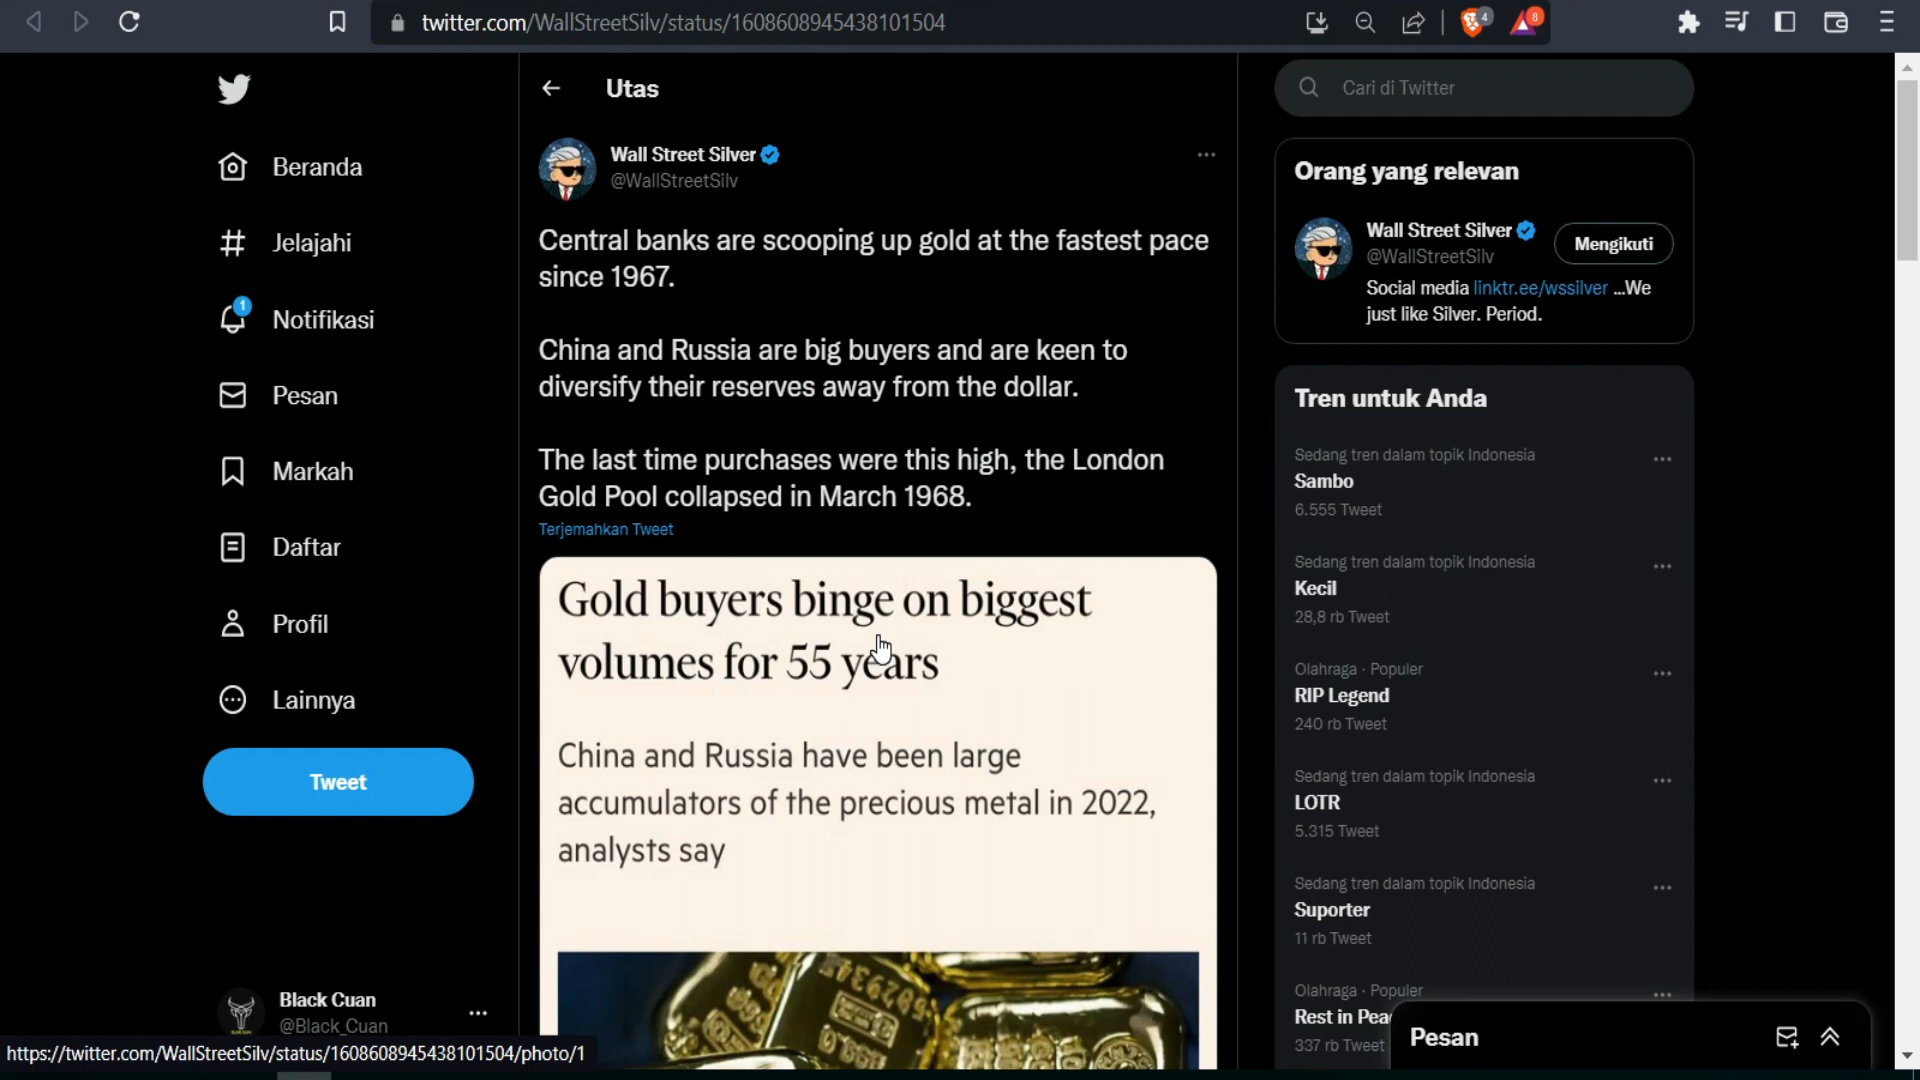 twitter.com/WallStreetSilv/status/1608608945438101504
4
8
Beranda
Jelajahi
1
Notifikasi
Pesan
Markah
Daftar
Profil
Lainnya
Tweet
Black Cuan
@Black_Cuan
https://twitter.com/WallStreetSilv/status/1608608945438101504/photo/1
Utas
Wall Street Silver
@WallStreetSilv
Central banks are scooping up gold at the fastest pace
since 1967.
China and Russia are big buyers and are keen to
diversify their reserves away from the dollar.
The last time purchases were this high, the London
Gold Pool collapsed in March 1968.
Terjemahkan Tweet
Gold buyers binge on biggest
volumes for 55 years
China and Russia have been large
accumulators of the precious metal in 2022,
analysts say
Cari di Twitter
Orang yang relevan
Wall Street Silver
@WallStreetSilv
Mengikuti
Social media linktr.ee/wssilver ...We
just like Silver. Period.
Tren untuk Anda
Sedang tren dalam topik Indonesia
Sambo
6.555 Tweet
Sedang tren dalam topik Indonesia
Kecil
28,8 rb Tweet
Olahraga · Populer
RIP Legend
240 rb Tweet
Sedang tren dalam topik Indonesia
LOTR
5.315 Tweet
Sedang tren dalam topik Indonesia
Suporter
11 rb Tweet
Olahraga · Populer
Rest in
337 rb Tweet
Pesan